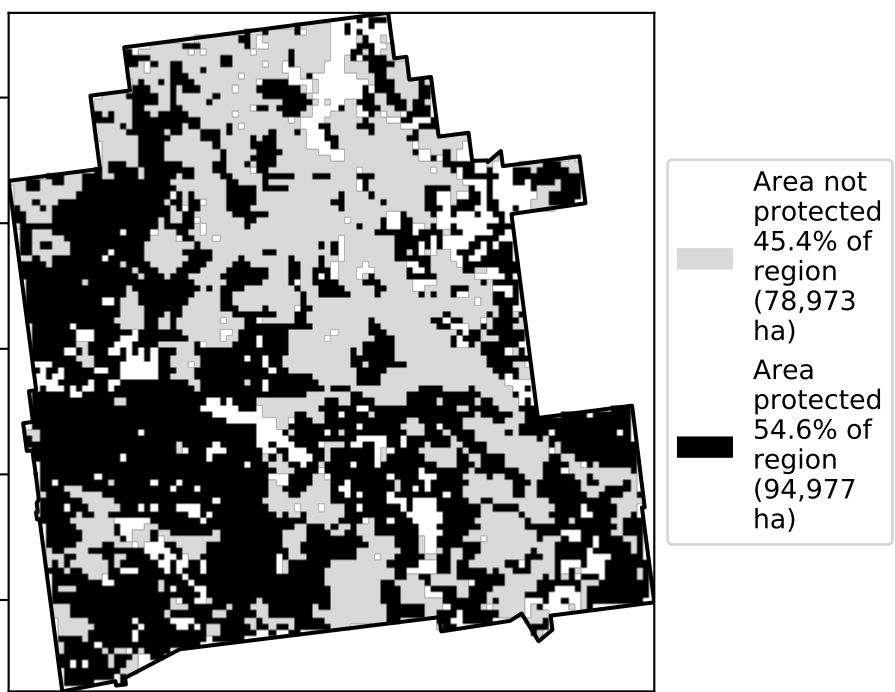 Area not
protected
45.4% of
region
(78,973
ha)
Area
protected
54.6% of
region
(94,977
ha)